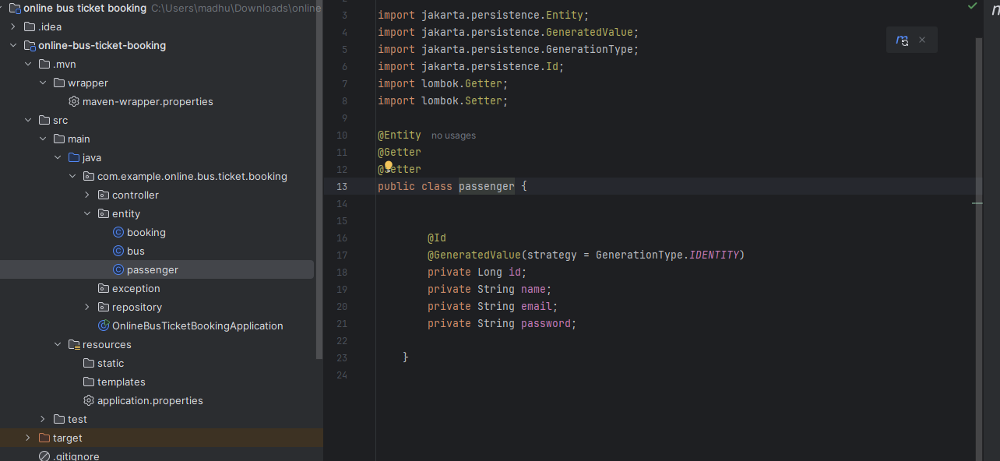 online bus ticket booking C:\Users\madhu\Downloads\online
.idea
online-bus-ticket-booking
.mvn
wrapper
maven-wrapper.properties
src
main
java
com.example.online.bus.ticket.booking
controller
entity
booking
bus
passenger
exception
repository
OnlineBusTicketBookingApplication
resources
static
templates
application.properties
test
target
.gitignore
3 import jakarta.persistence.Entity;
4 import jakarta.persistence.GeneratedValue;
5 import jakarta.persistence.GenerationType;
6 import jakarta.persistence.Id;
7 import lombok.Getter;
8 import lombok.Setter;
9
10 @Entity no usages
11 @Getter
12 @Setter
13 public class passenger {
14
15
16 @Id
17 @GeneratedValue(strategy = GenerationType.IDENTITY)
18 private Long id;
19 private String name;
20 private String email;
21 private String password;
22
23 }
24
m